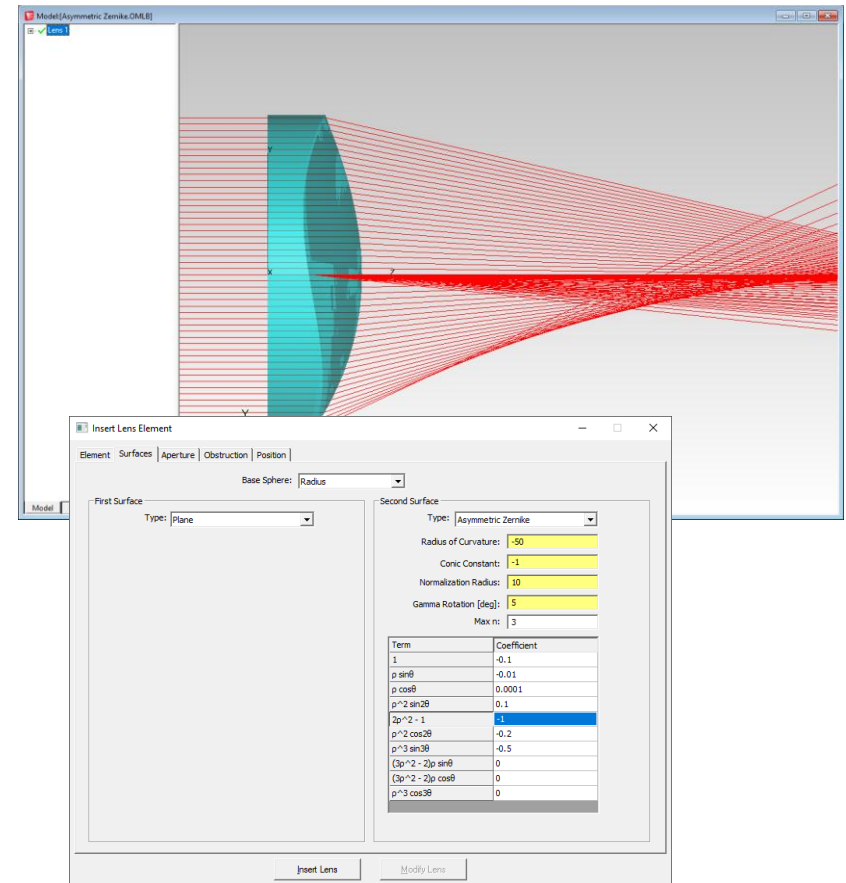 Model:[Asymmetric Zernike.OMLB]
Lens 1
Y
X Z
Y
Model
Insert Lens Element
Element Surfaces Aperture Obstruction Position
Base Sphere: Radius
First Surface
Type: Plane
Second Surface
Type: Asymmetric Zernike
Radius of Curvature: -50
Conic Constant: -1
Normalization Radius: 10
Gamma Rotation [deg]: 5
Max n: 3
Term Coefficient
1 -0.1
ρ sinθ -0.01
ρ cosθ 0.0001
ρ^2 sin2θ 0.1
2ρ^2 - 1 -1
ρ^2 cos2θ -0.2
ρ^3 sin3θ -0.5
(3ρ^2 - 2)ρ sinθ 0
(3ρ^2 - 2)ρ cosθ 0
ρ^3 cos3θ 0
Insert Lens Modify Lens